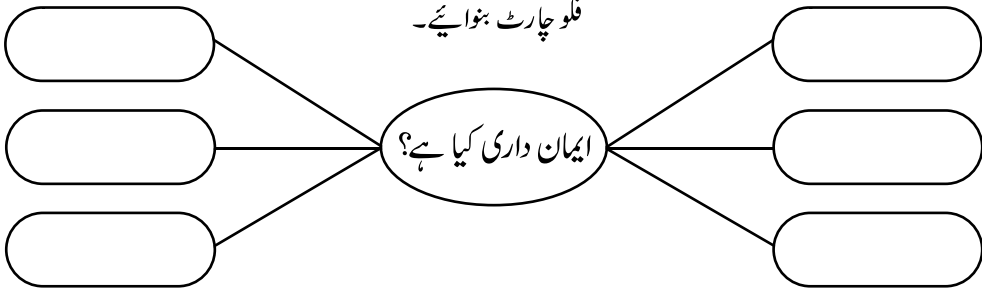 فلو چارٹ بنوائیے۔
ایمان داری کیا ہے؟